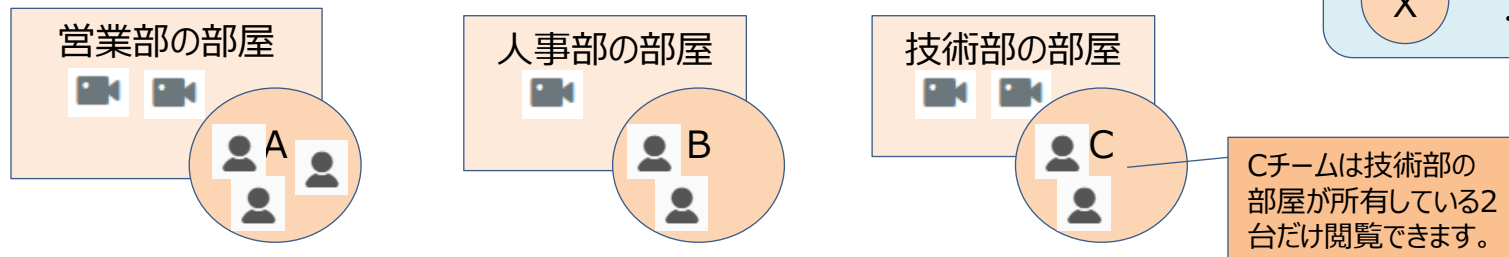 X
営業部の部屋
人事部の部屋
技術部の部屋
A
B
C
Cチームは技術部の
部屋が所有している2
台だけ閲覧できます。